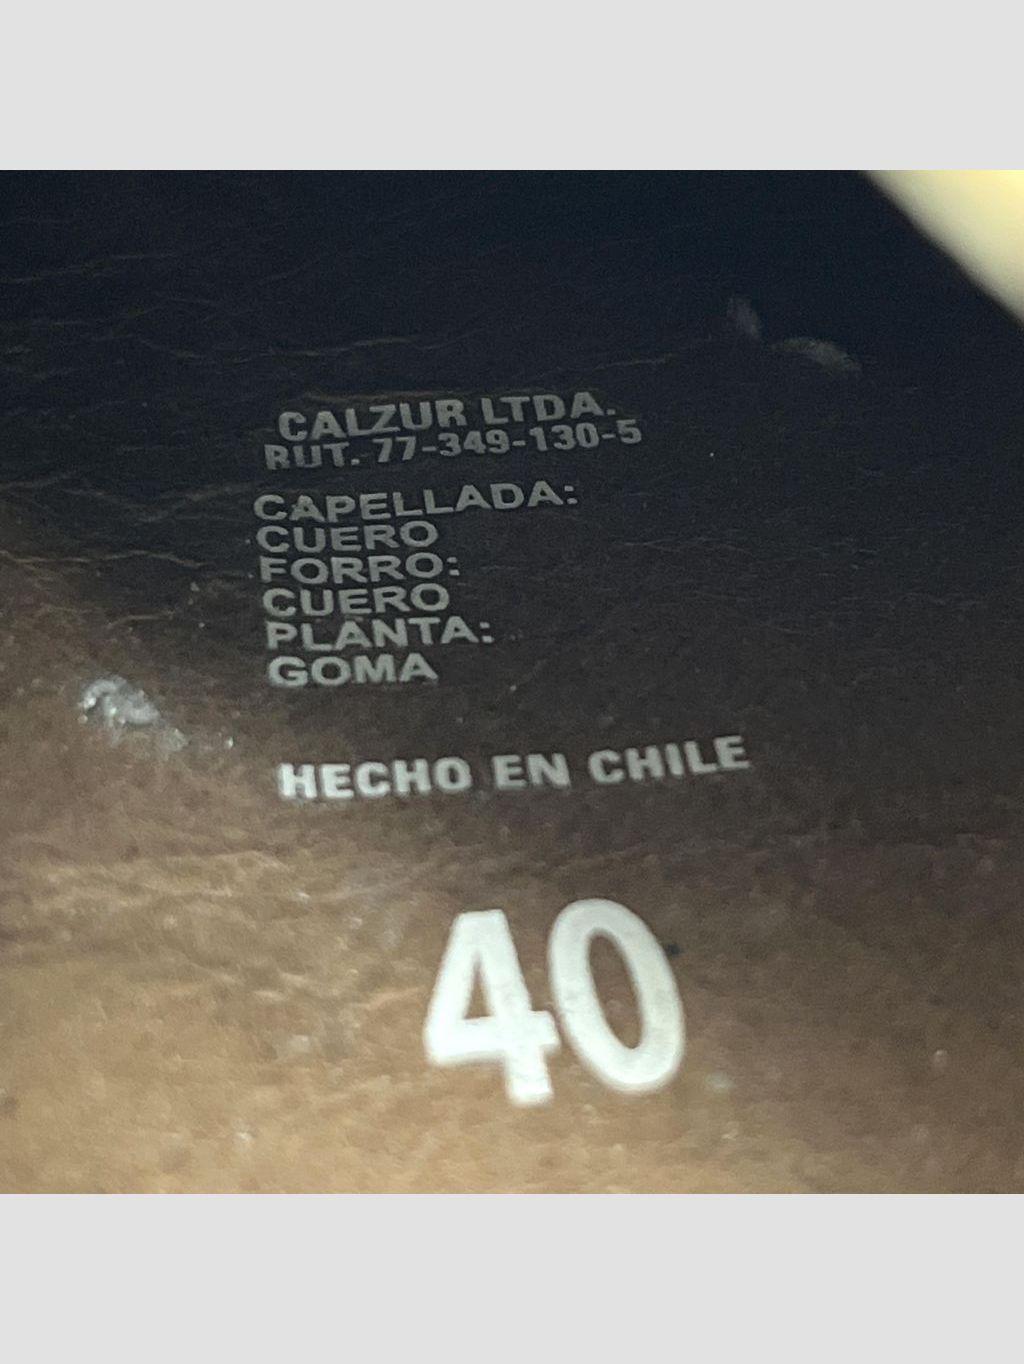 CALZUR LTDA.
RUT. 77-349-130-5
CAPELLADA:
CUERO
FORRO:
CUERO
PLANTA:
GOMA
HECHO EN CHILE
40